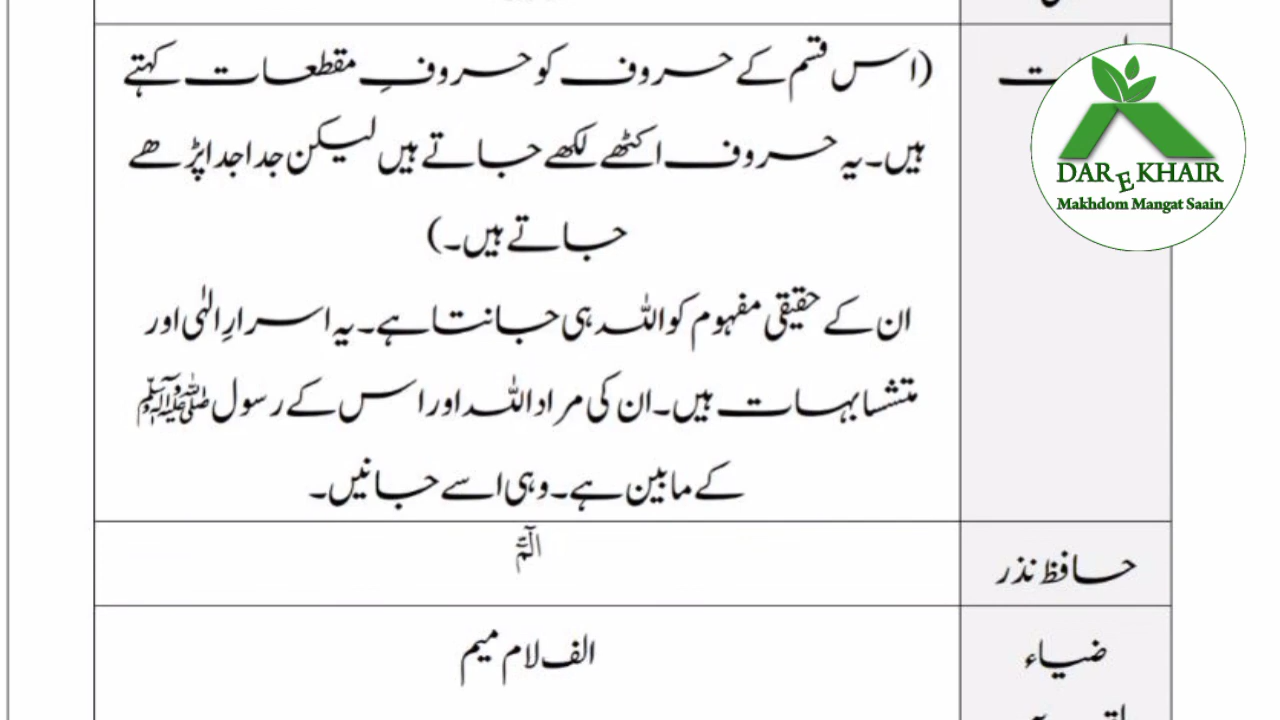 (اس قسم کے حروف کو حروفِ مقطعات کہتے
ہیں۔ یہ حروف اکٹھے لکھے جاتے ہیں لیکن جدا جدا پڑھے
جاتے ہیں۔)
ان کے حقیقی مفہوم کو اللہ ہی جانتا ہے۔ یہ اسرارِ الٰہی اور
متشابہات ہیں۔ ان کی مراد اللہ اور اس کے رسول ﷺ
کے مابین ہے۔ وہی اسے جانیں۔
DAR E KHAIR
Makhdom Mangat Saain
حافظ نذر
الٓمّٓ
ضیاء
الف لام میم